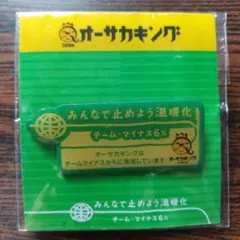 オーサカキング
みんなで止めよう温暖化
チーム・マイナス6%
オーサカキングは
チームマイナス6%に参加しています
みんなで止めよう温暖化
チーム・マイナス6%